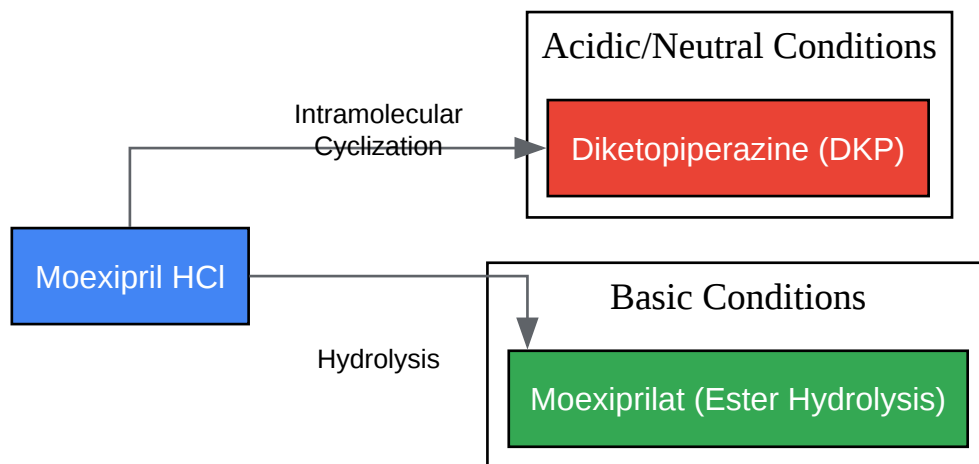 Acidic/Neutral Conditions
Intramolecular
Cyclization
Diketopiperazine (DKP)
Moexipril HCl
Basic Conditions
Hydrolysis
Moexiprilat (Ester Hydrolysis)